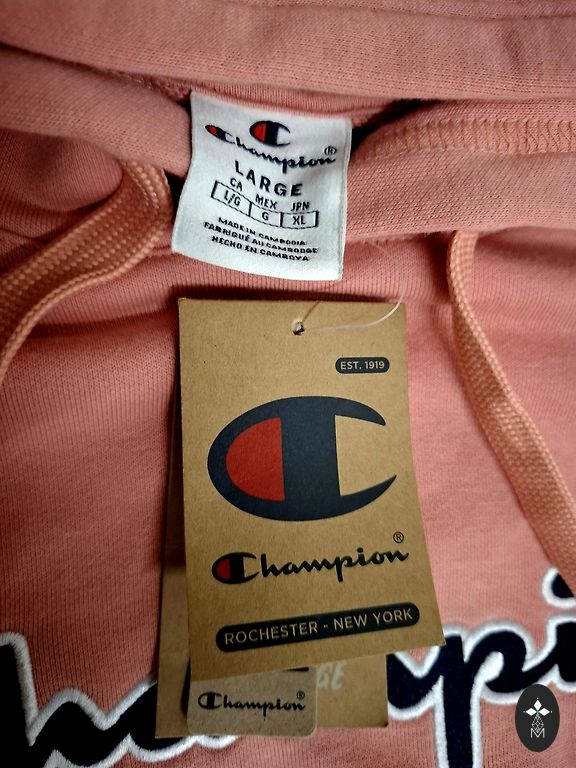 Champion®
LARGE
CA MEX JPN
L/G G XL
MADE IN CAMBODIA
FABRIQUÉ AU CAMBODGE
HECHO EN CAMBOYA
EST. 1919
Champion®
ROCHESTER - NEW YORK
Champion®